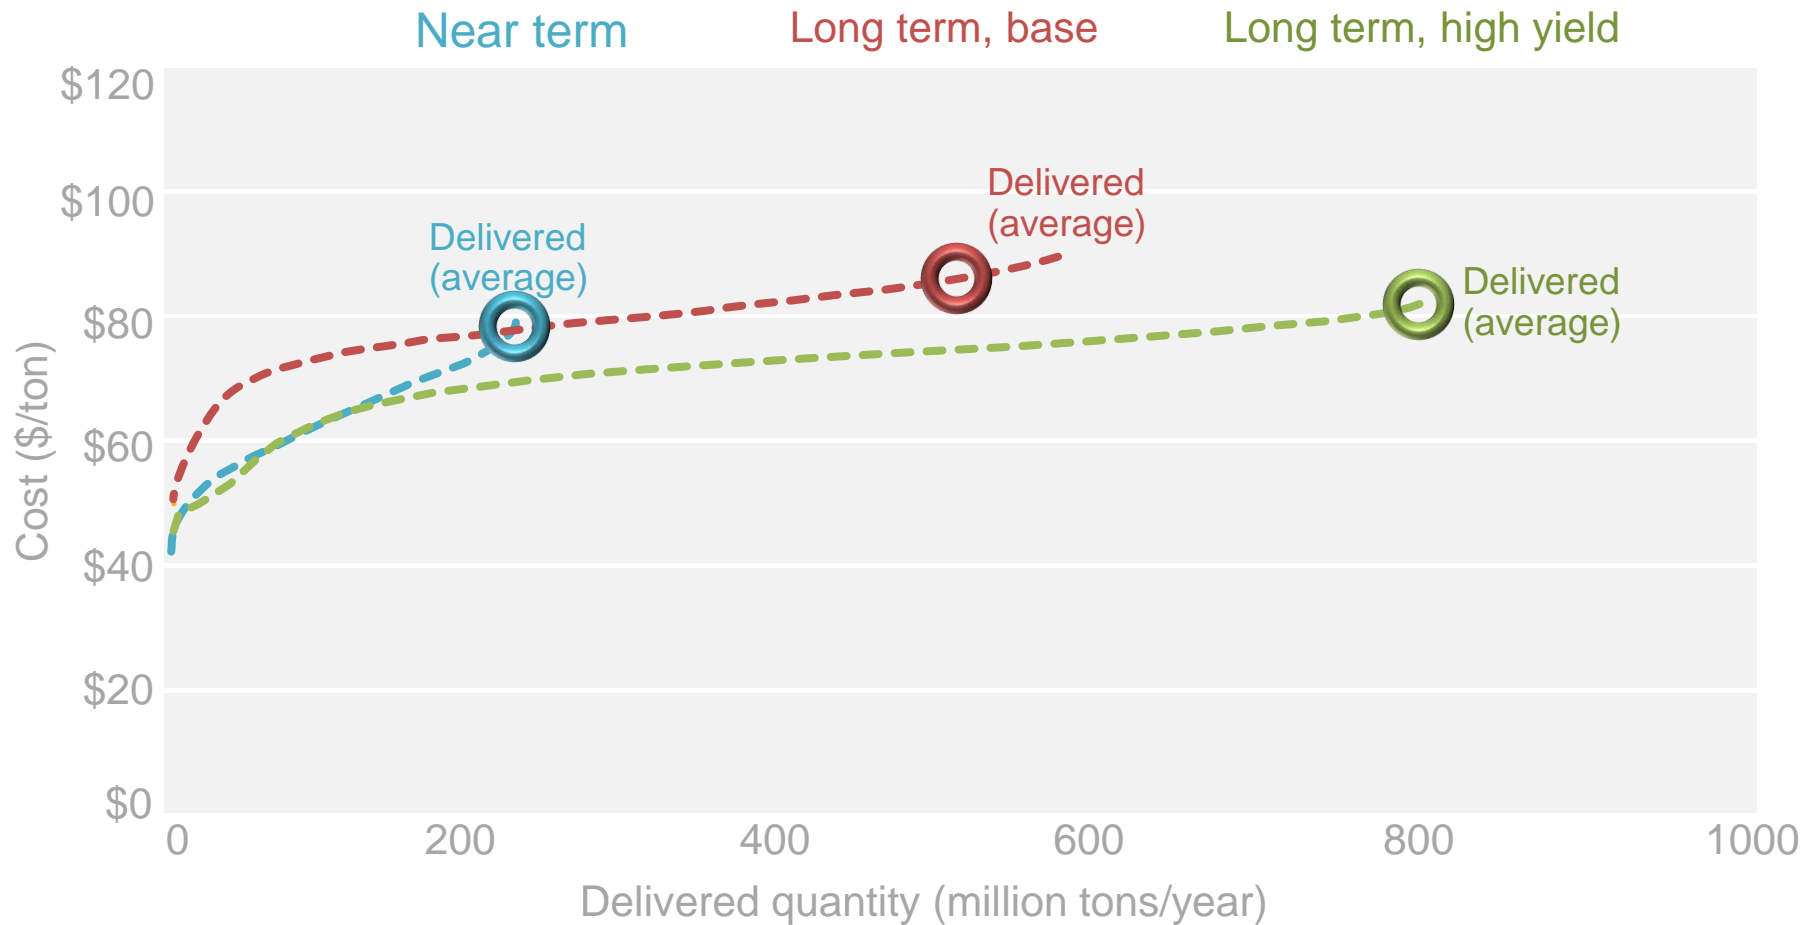 Near term
Long term, base
Long term, high yield
$120
$100
$80
$60
$40
$20
$0
Cost ($/ton)
Delivered
(average)
Delivered
(average)
Delivered
(average)
0
200
400
600
800
1000
Delivered quantity (million tons/year)